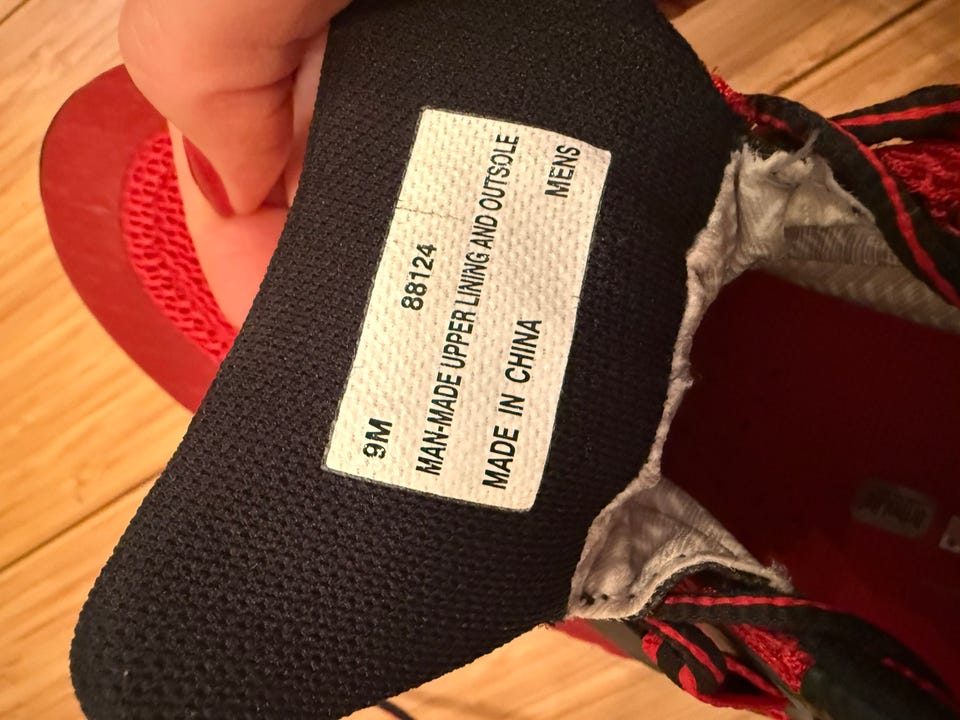 9M 88124
MAN-MADE UPPER LINING AND OUTSOLE
MADE IN CHINA MENS